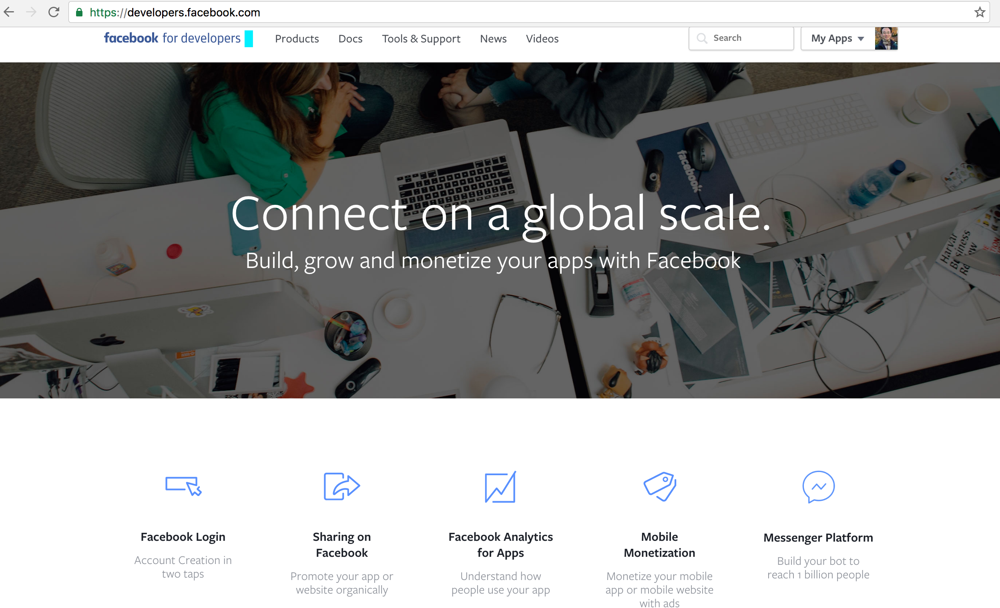 https://developers.facebook.com
facebook for developers
Products Docs Tools & Support News Videos
Search
My Apps
facebook
Connect on a global scale.
Build, grow and monetize your apps with Facebook
Facebook Login
Account Creation in
two taps
Sharing on
Facebook
Promote your app or
website organically
Facebook Analytics
for Apps
Understand how
people use your app
Mobile
Monetization
Monetize your mobile
app or mobile website
with ads
Messenger Platform
Build your bot to
reach 1 billion people